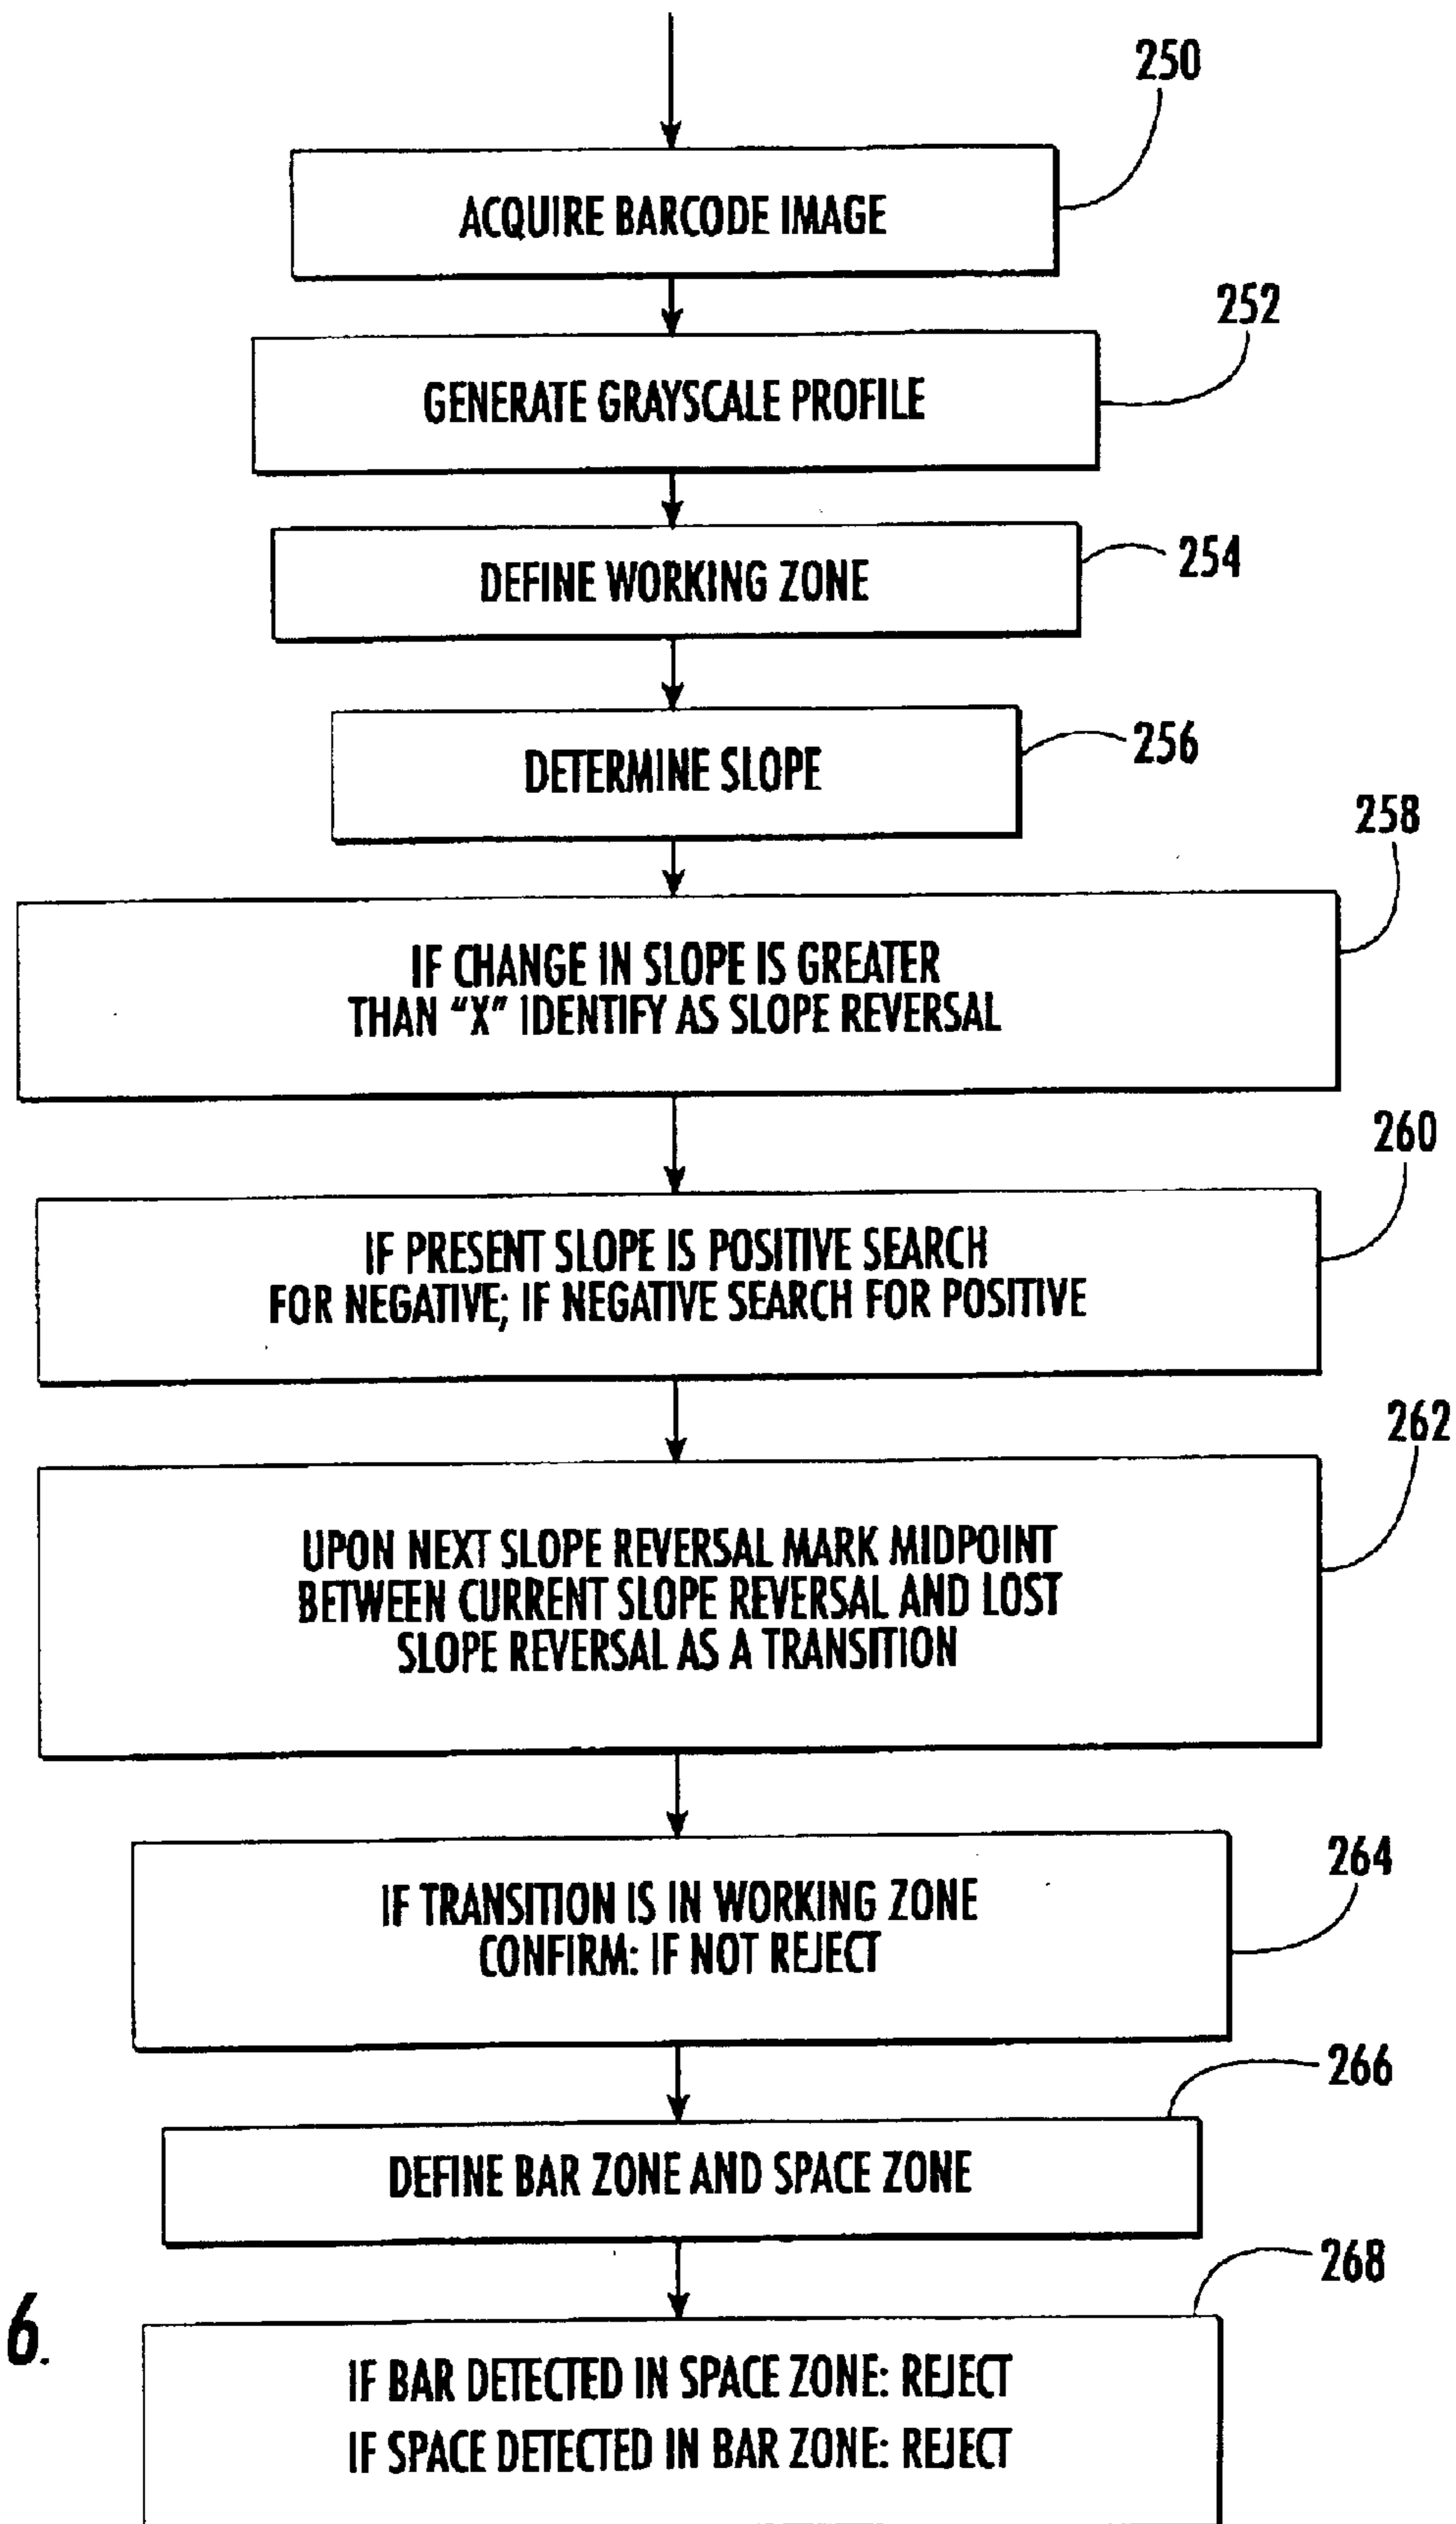 250
ACQUIRE BARCODE IMAGE
252
GENERATE GRAYSCALE PROFILE
254
DEFINE WORKING ZONE
256
DETERMINE SLOPE
258
IF CHANGE IN SLOPE IS GREATER
THAN "X" IDENTIFY AS SLOPE REVERSAL
260
IF PRESENT SLOPE IS POSITIVE SEARCH
FOR NEGATIVE; IF NEGATIVE SEARCH FOR POSITIVE
262
UPON NEXT SLOPE REVERSAL MARK MIDPOINT
BETWEEN CURRENT SLOPE REVERSAL AND LOST
SLOPE REVERSAL AS A TRANSITION
264
IF TRANSITION IS IN WORKING ZONE
CONFIRM: IF NOT REJECT
266
DEFINE BAR ZONE AND SPACE ZONE
268
6.
IF BAR DETECTED IN SPACE ZONE: REJECT
IF SPACE DETECTED IN BAR ZONE: REJECT